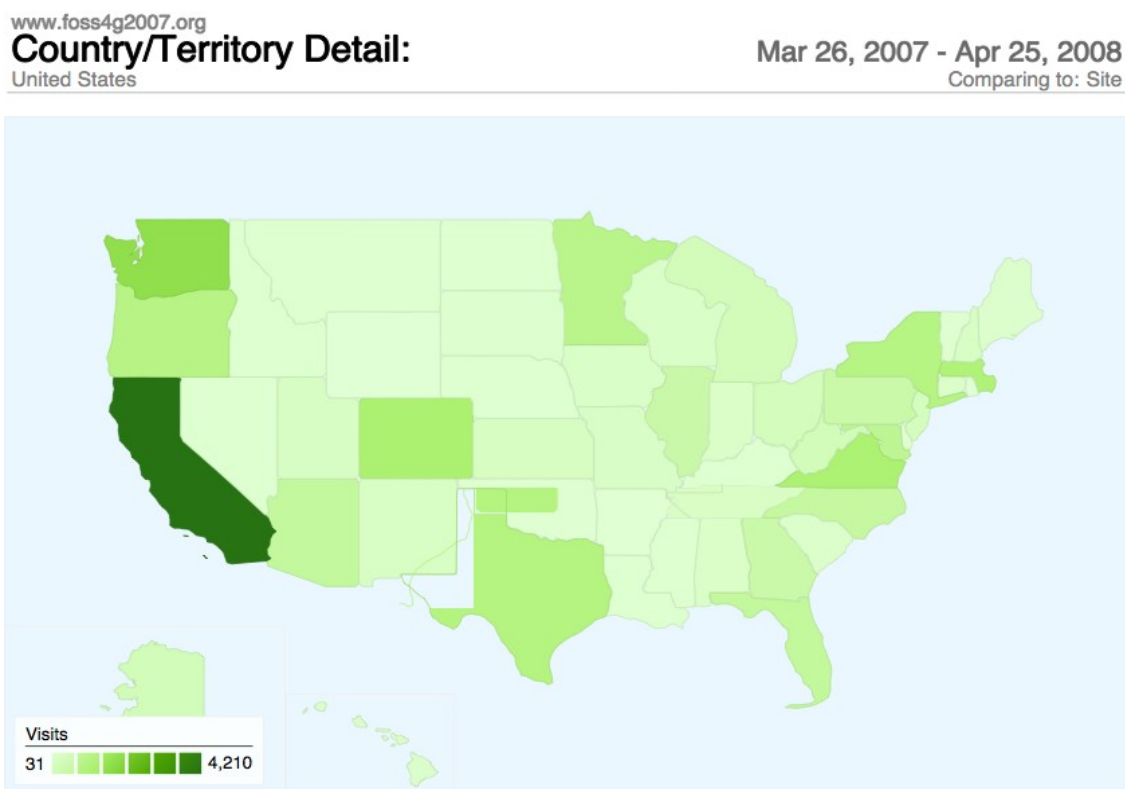 www.foss4g2007.org
Country/Territory Detail:
United States
Mar 26, 2007 - Apr 25, 2008
Comparing to: Site
Visits
31 4,210